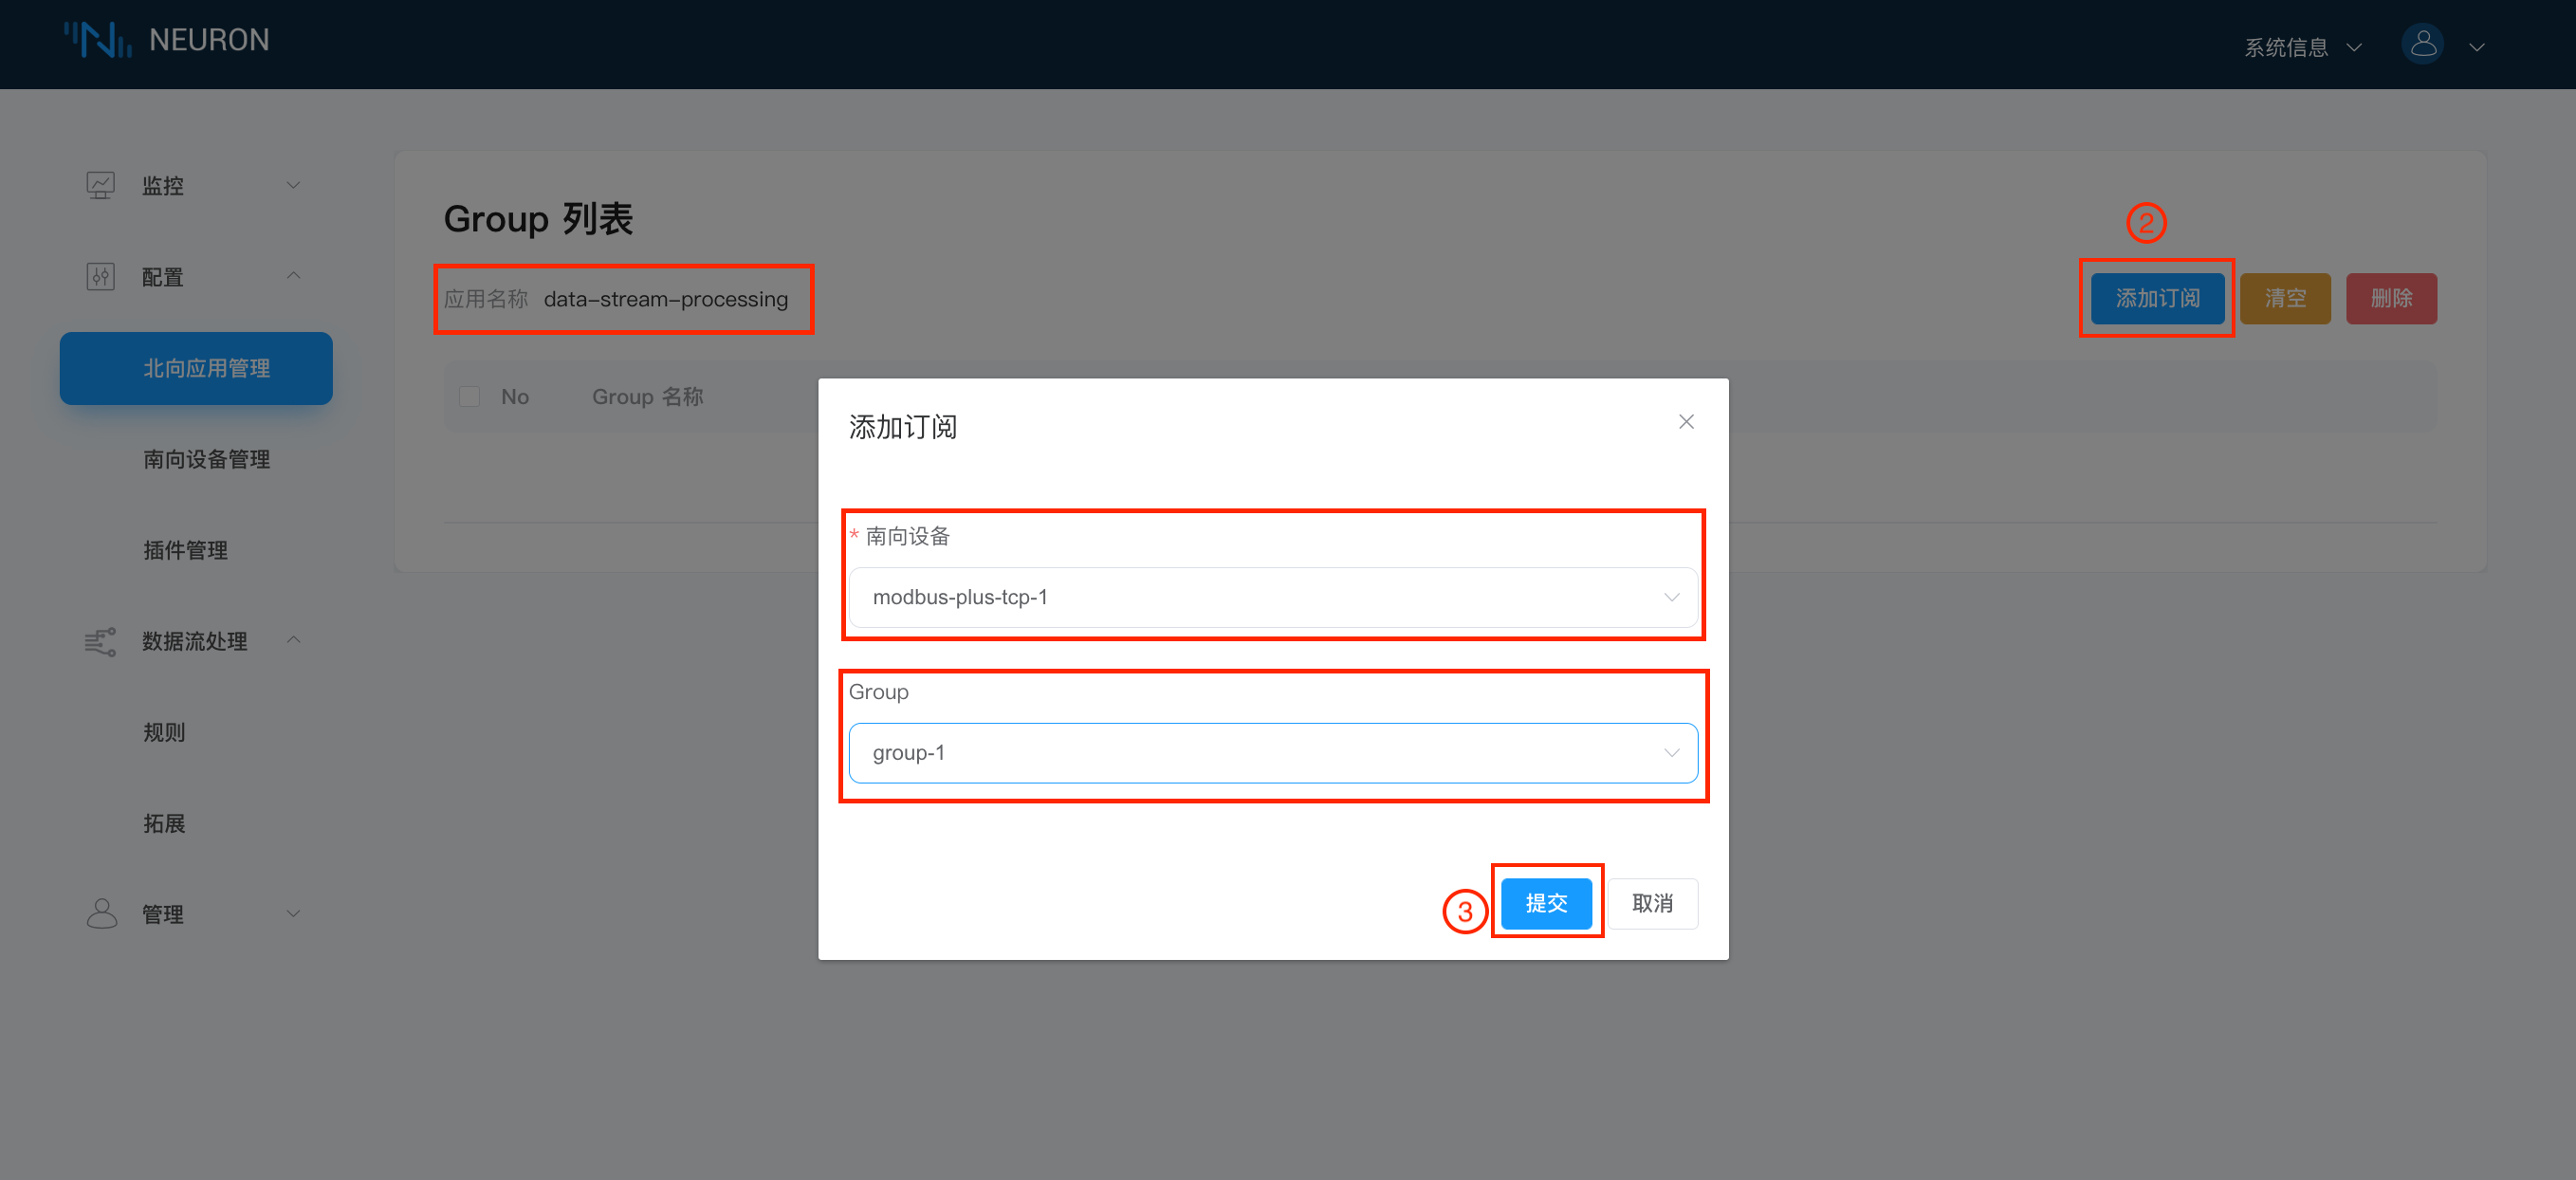 NEURON
系统信息
监控
配置
北向应用管理
南向设备管理
插件管理
数据流处理
规则
拓展
管理
Group 列表
②
应用名称 data-stream-processing
添加订阅 清空 删除
No Group 名称
添加订阅
* 南向设备
modbus-plus-tcp-1
Group
group-1
③ 提交 取消